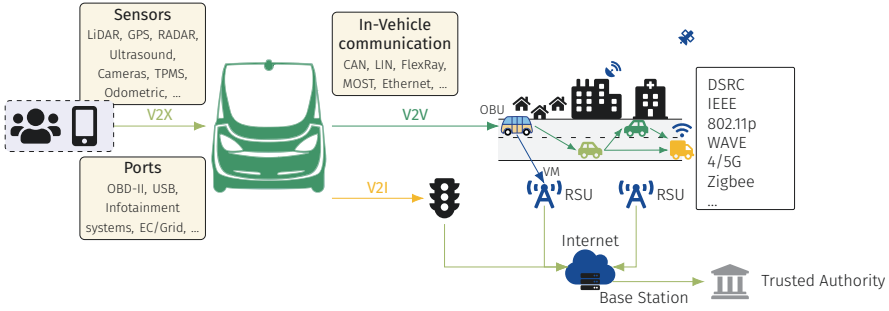 Sensors
LiDAR, GPS, RADAR,
Ultrasound,
Cameras, TPMS,
Odometric, ...
V2X
Ports
OBD-II, USB,
Infotainment
systems, EC/Grid, ...
In-Vehicle
communication
CAN, LIN, FlexRay,
MOST, Ethernet, ...
V2V
V2I
OBU
VM
RSU
RSU
DSRC
IEEE
802.11p
WAVE
4/5G
Zigbee
...
Internet
Base Station
Trusted Authority